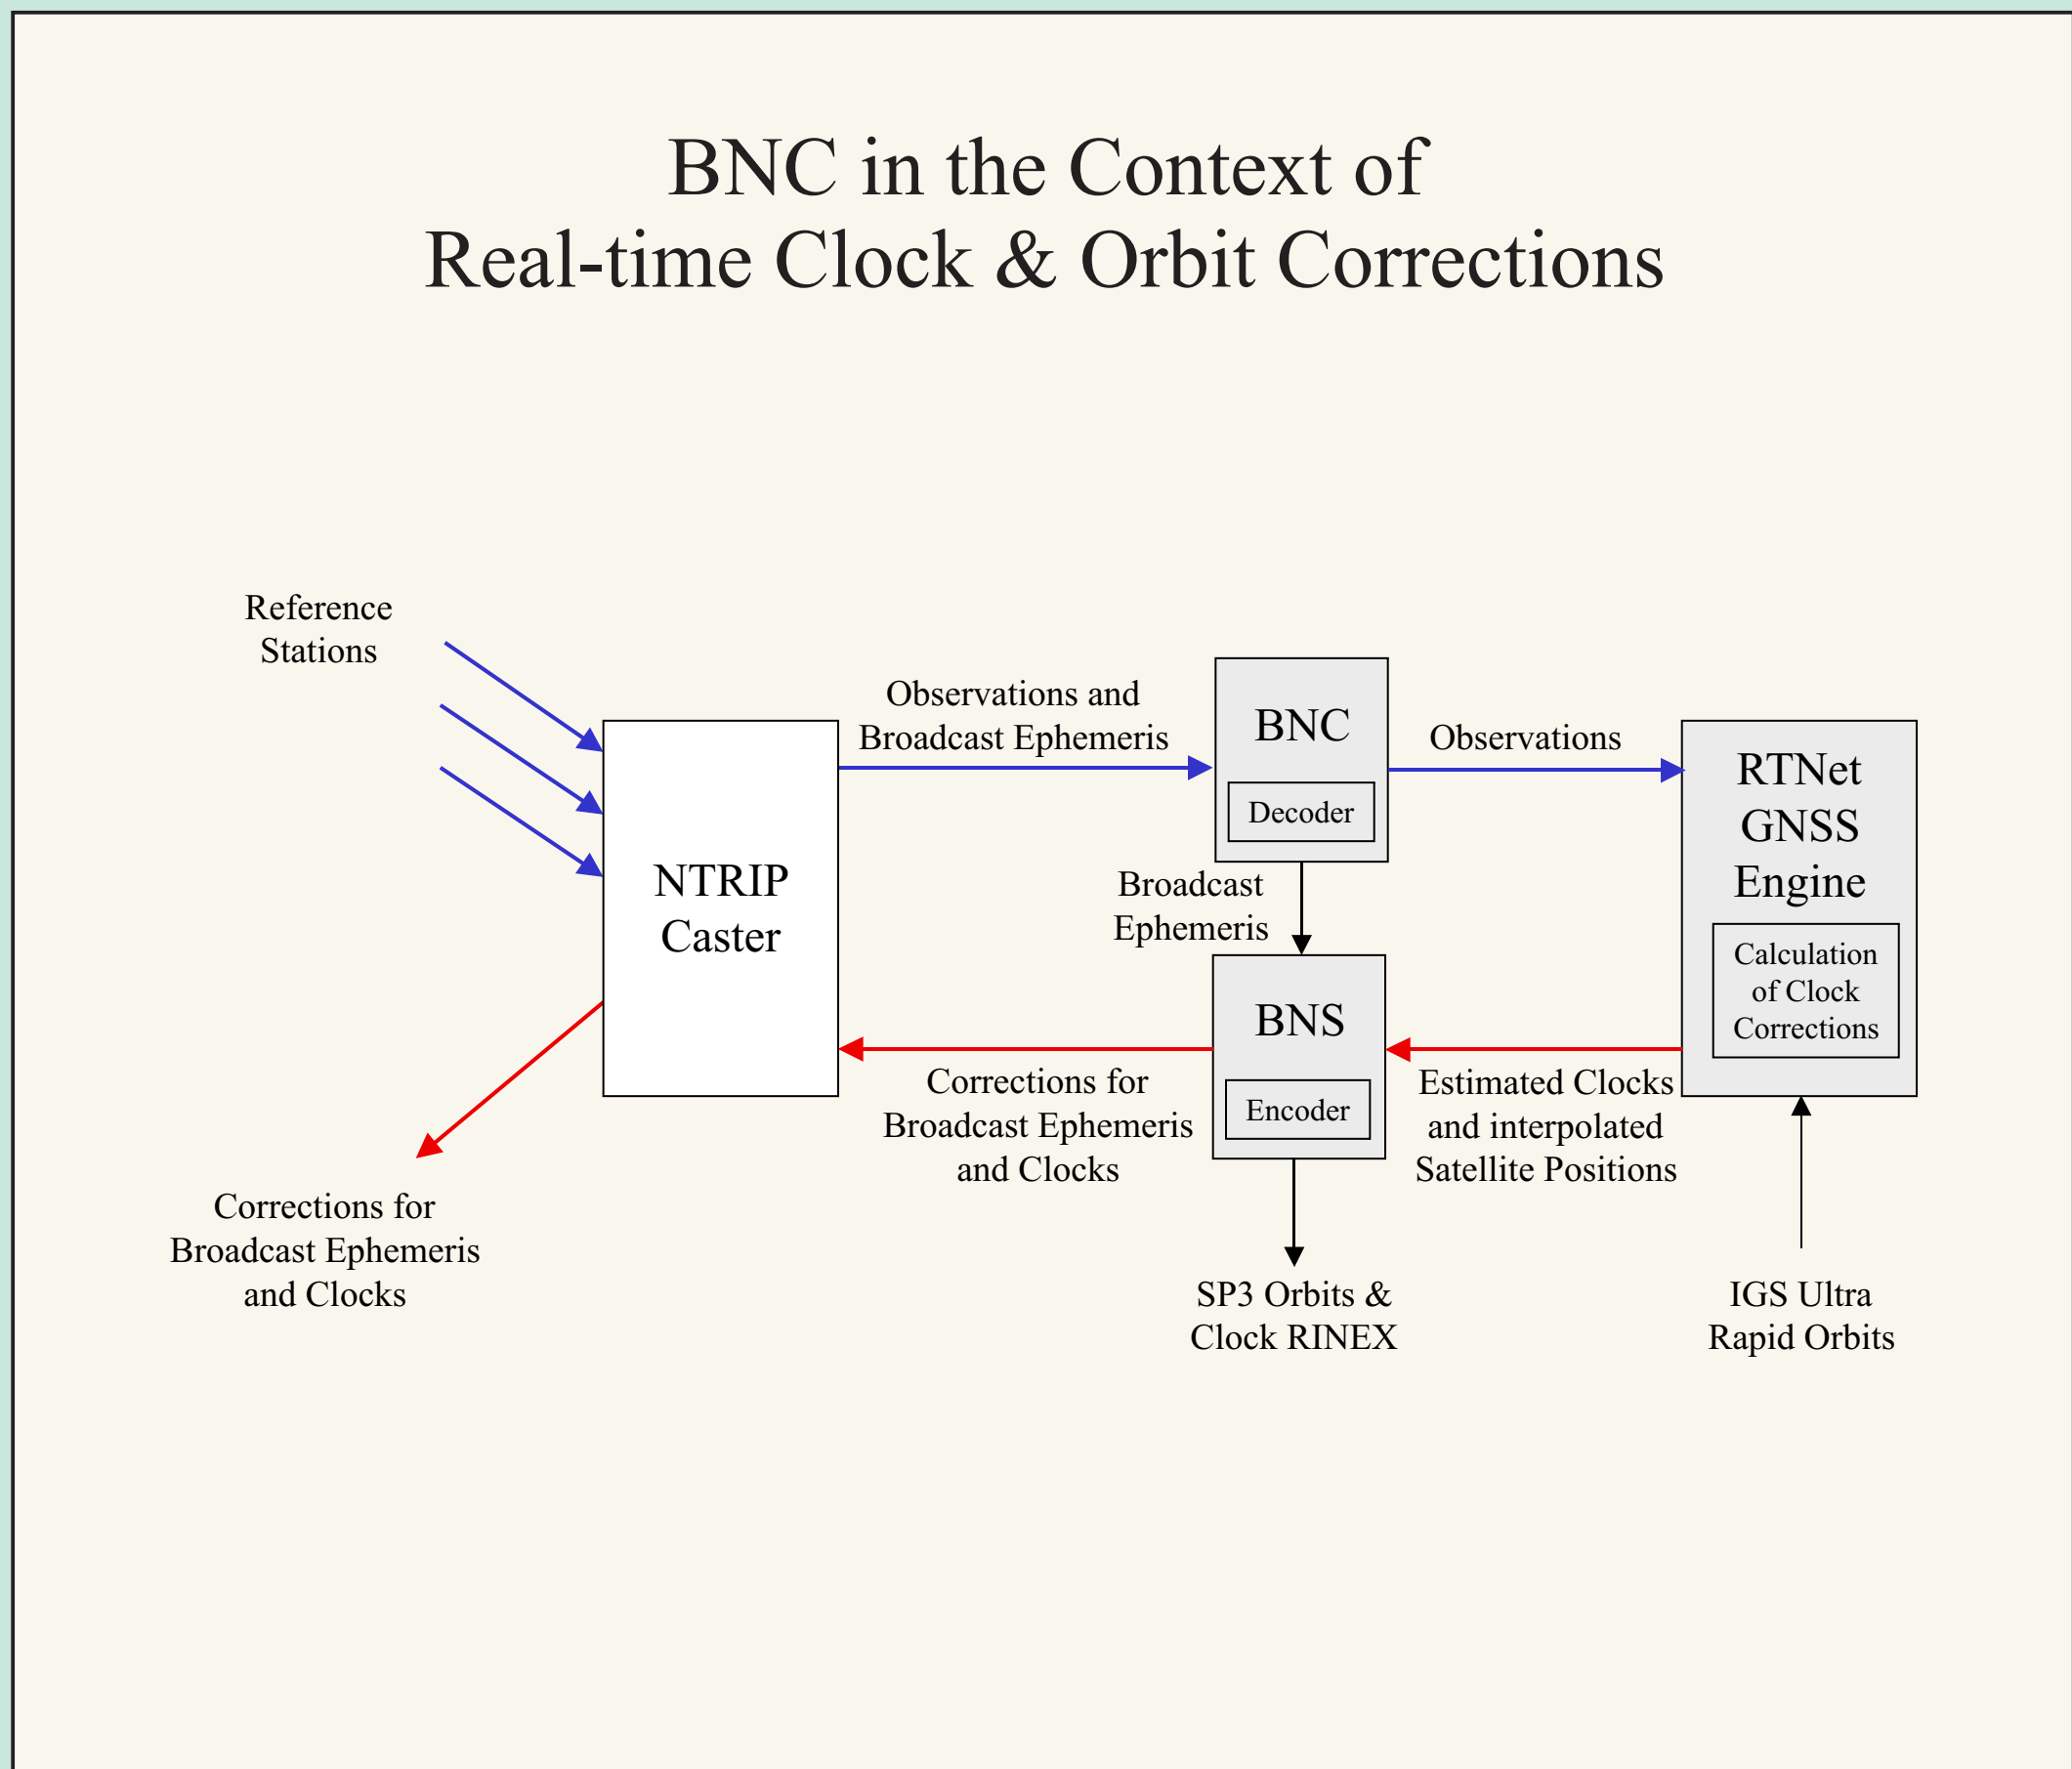 BNC in the Context of
Real-time Clock & Orbit Corrections
Reference
Stations
Observations and
Broadcast Ephemeris
BNC
Decoder
Observations
RTNet
GNSS
Engine
Calculation
of Clock
Corrections
NTRIP
Caster
Broadcast
Ephemeris
BNS
Encoder
Corrections for
Broadcast Ephemeris
and Clocks
Estimated Clocks
and interpolated
Satellite Positions
Corrections for
Broadcast Ephemeris
and Clocks
SP3 Orbits &
Clock RINEX
IGS Ultra
Rapid Orbits